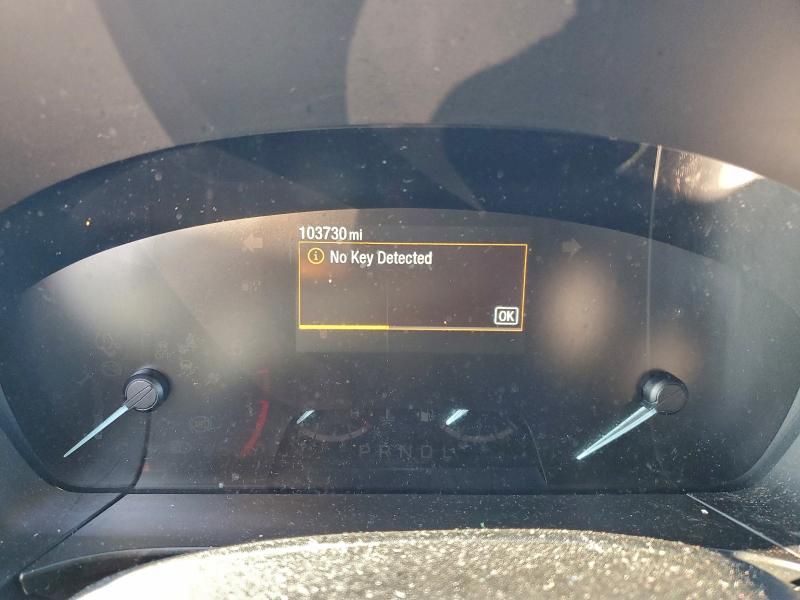 103730 mi
No Key Detected
OK
PRNDL